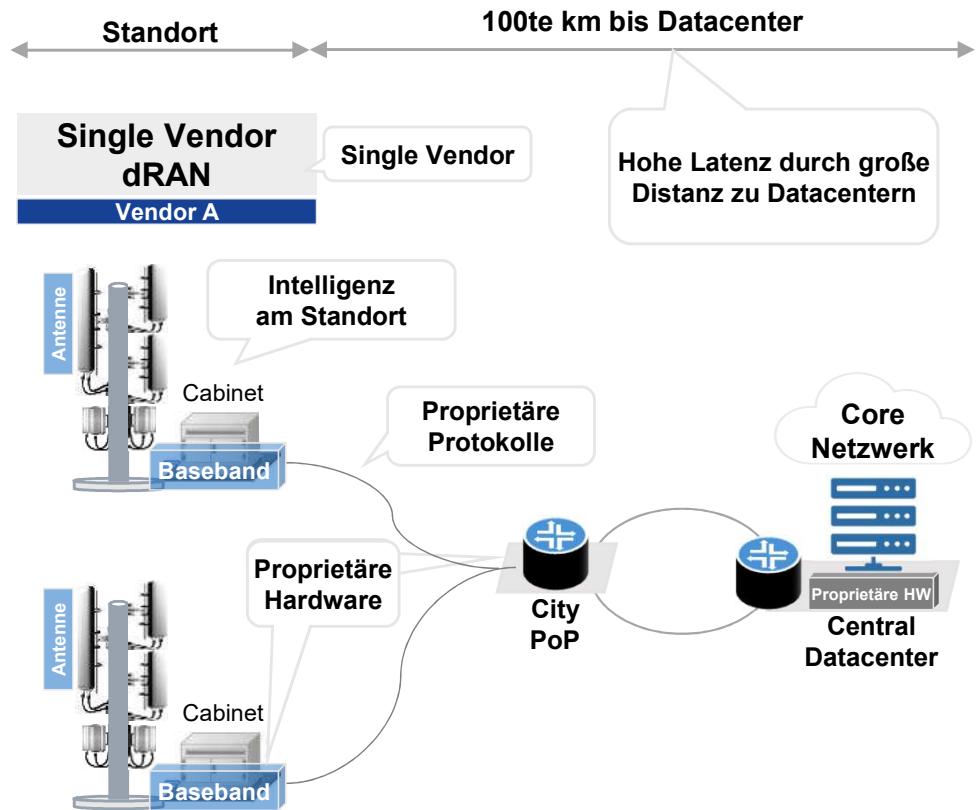 Standort
100te km bis Datacenter
Single Vendor
dRAN
Vendor A
Single Vendor
Hohe Latenz durch große
Distanz zu Datacentern
Antenne
Intelligenz
am Standort
Cabinet
Baseband
Proprietäre
Protokolle
Core
Netzwerk
Proprietäre
Hardware
City
PoP
Proprietäre HW
Central
Datacenter
Antenne
Cabinet
Baseband